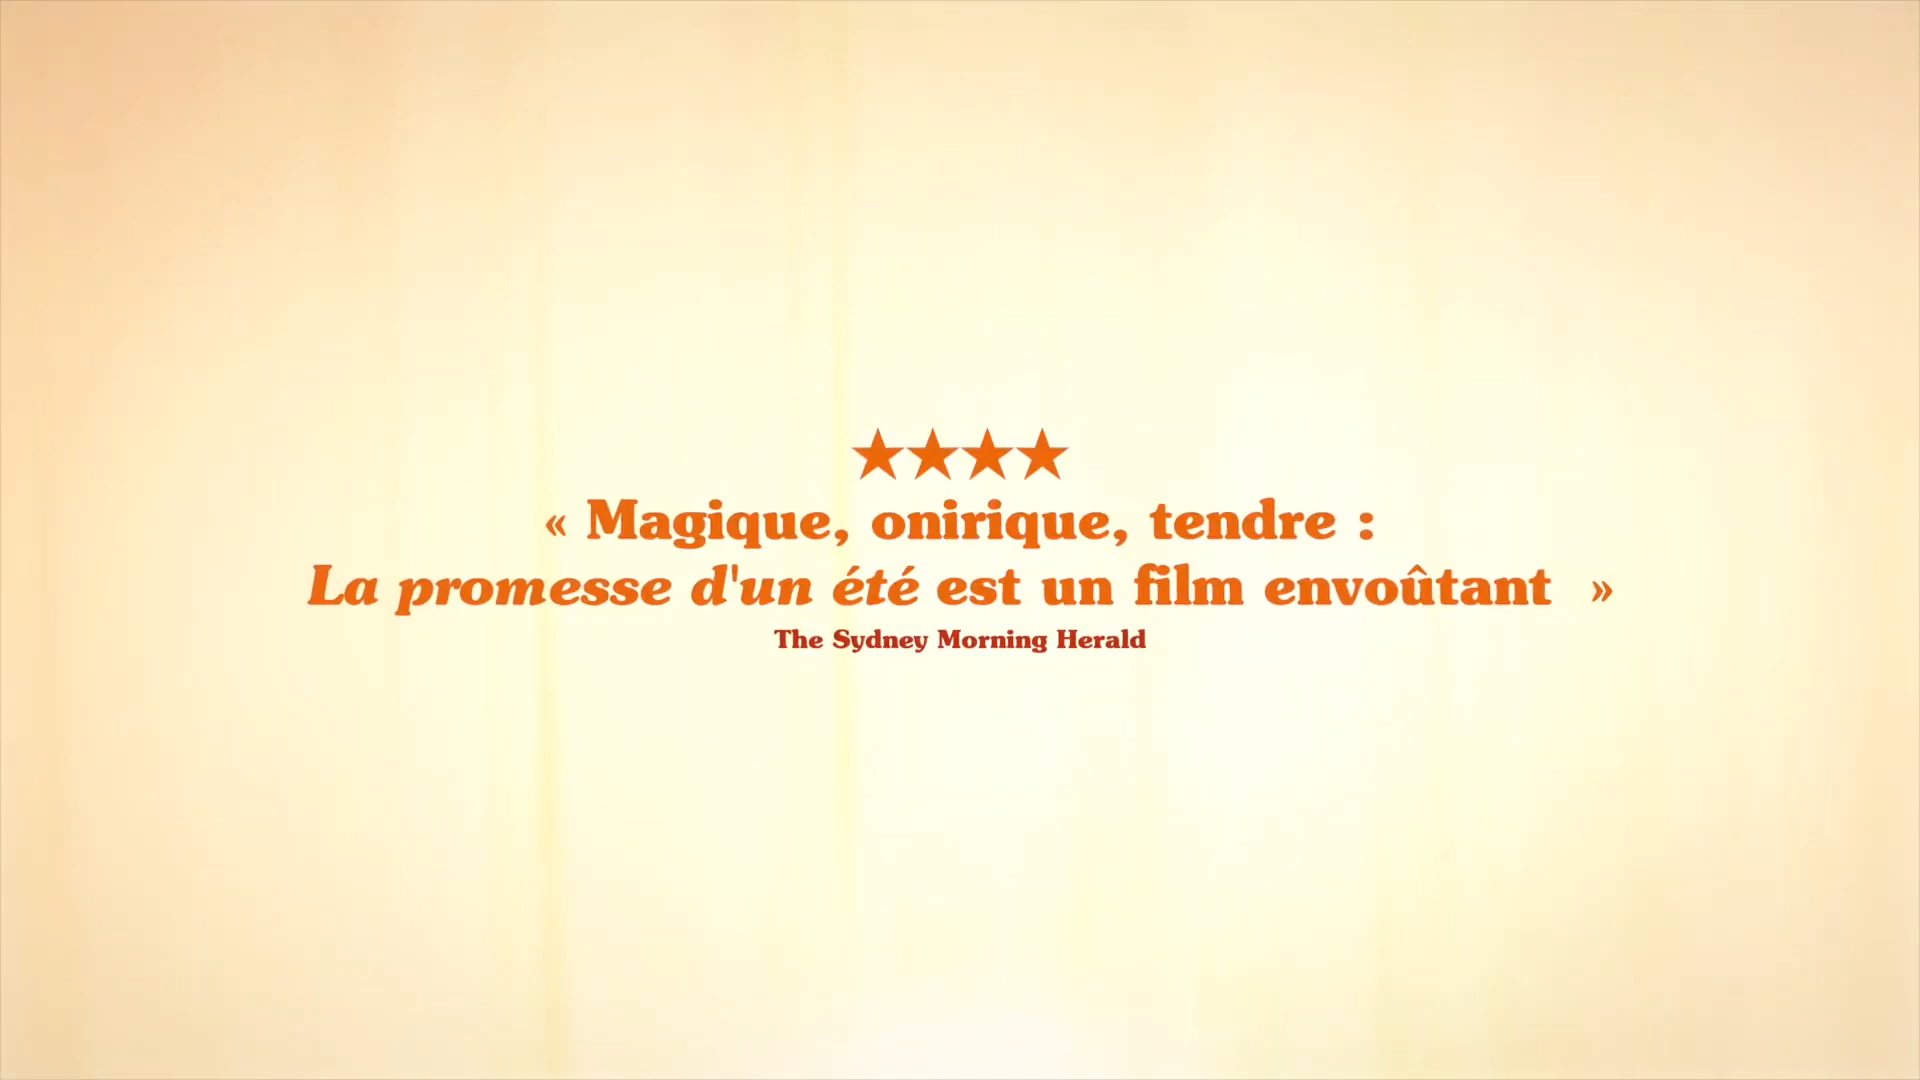 ★★★★
« Magique, onirique, tendre :
La promesse d'un été est un film envoûtant »
The Sydney Morning Herald